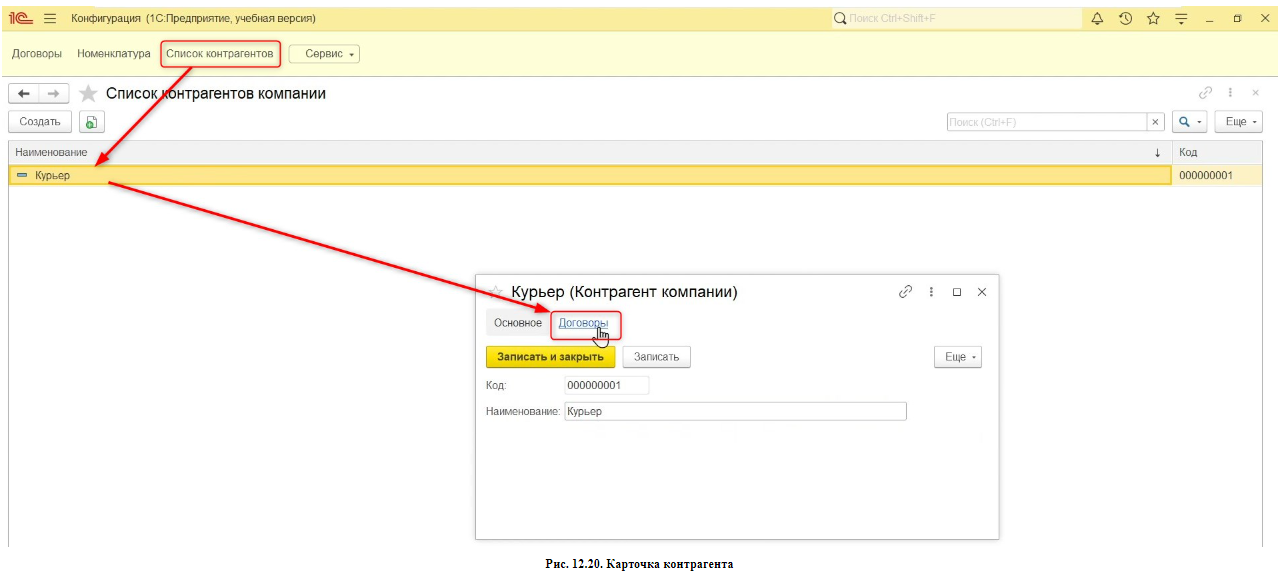 1С Конфигурация (1С:Предприятие, учебная версия) Поиск Ctrl+Shift+F
Договоры Номенклатура Список контрагентов Сервис
Список контрагентов компании
Создать Поиск (Ctrl+F) × Еще
Наименование ↓ Код
Курьер 000000001
Курьер (Контрагент компании)
Основное Договоры
Записать и закрыть Записать Еще
Код: 000000001
Наименование: Курьер
Рис. 12.20. Карточка контрагента